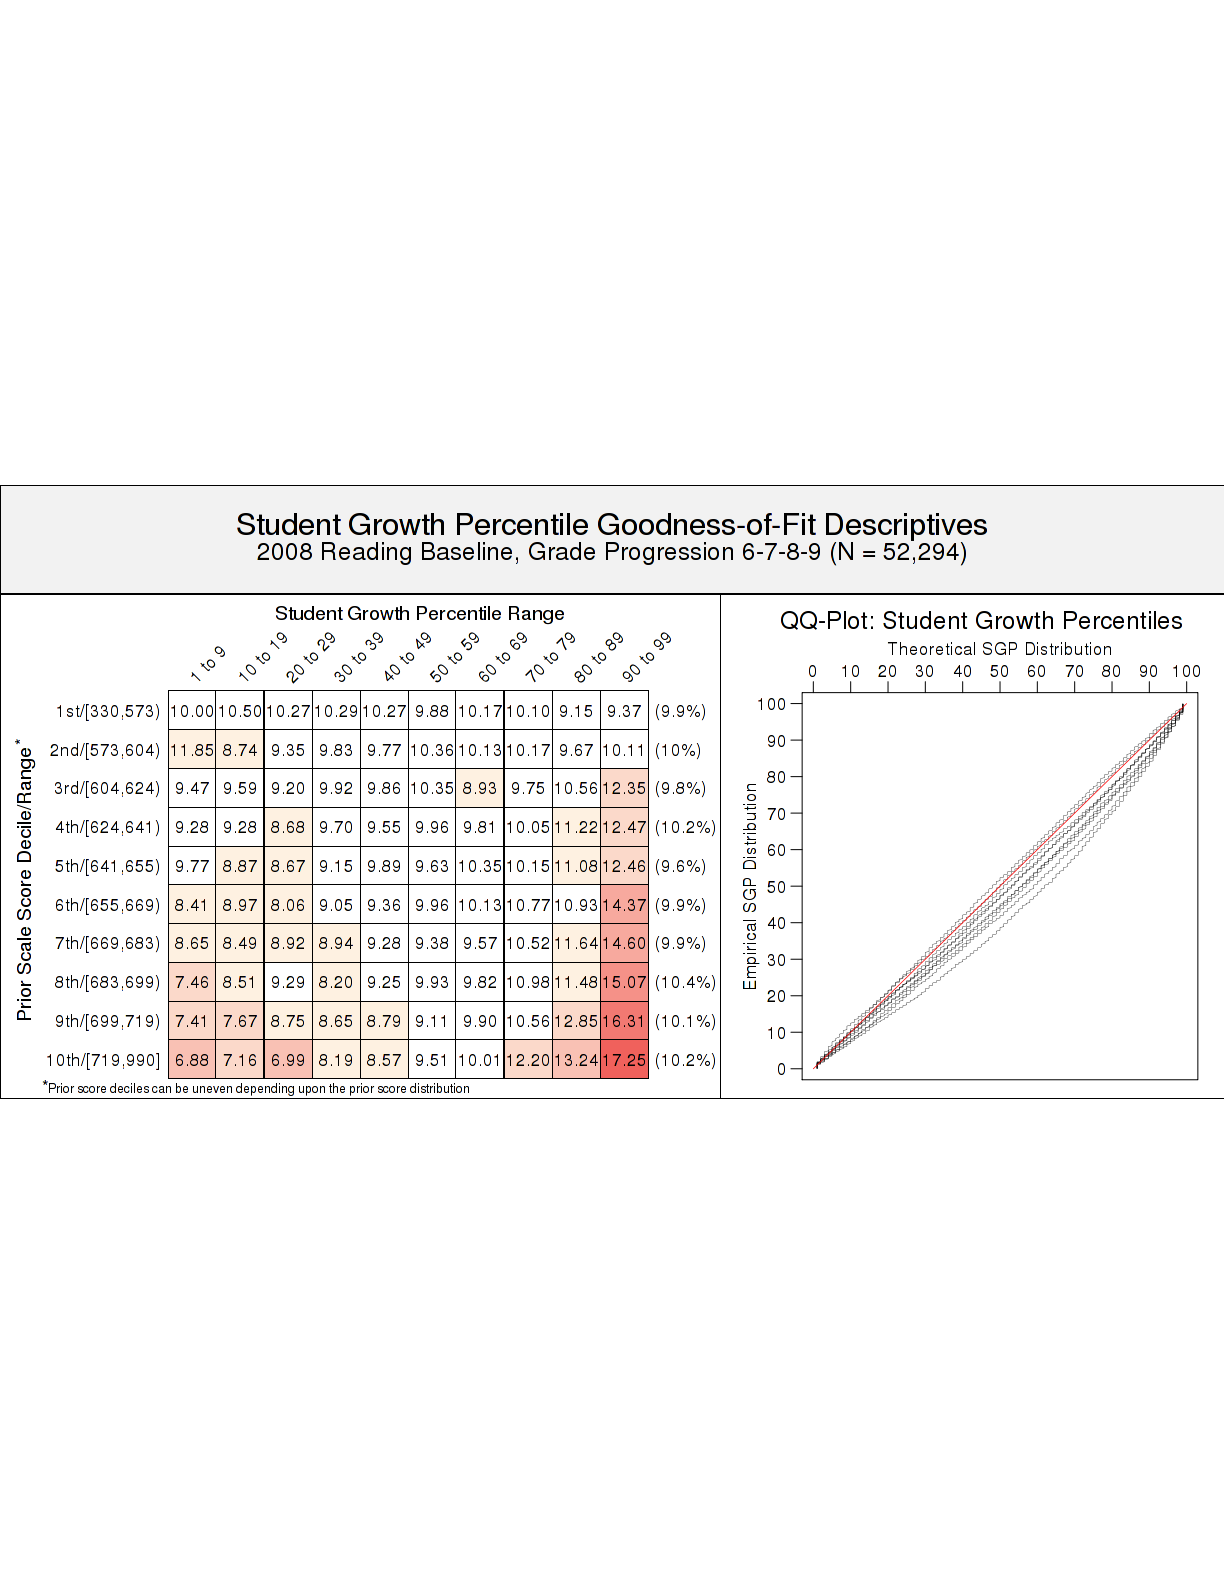 Student Growth Percentile Goodness-of-Fit Descriptives
2008 Reading Baseline, Grade Progression 6-7-8-9 (N = 52,294)
Student Growth Percentile Range
1 to 9 10 to 19 20 to 29 30 to 39 40 to 49 50 to 59 60 to 69 70 to 79 80 to 89 90 to 99
Prior Scale Score Decile/Range*
1st/[330,573) 10.00 10.50 10.27 10.29 10.27 9.88 10.17 10.10 9.15 9.37 (9.9%)
2nd/[573,604) 11.85 8.74 9.35 9.83 9.77 10.36 10.13 10.17 9.67 10.11 (10%)
3rd/[604,624) 9.47 9.59 9.20 9.92 9.86 10.35 8.93 9.75 10.56 12.35 (9.8%)
4th/[624,641) 9.28 9.28 8.68 9.70 9.55 9.96 9.81 10.05 11.22 12.47 (10.2%)
5th/[641,655) 9.77 8.87 8.67 9.15 9.89 9.63 10.35 10.15 11.08 12.46 (9.6%)
6th/[655,669) 8.41 8.97 8.06 9.05 9.36 9.96 10.13 10.77 10.93 14.37 (9.9%)
7th/[669,683) 8.65 8.49 8.92 8.94 9.28 9.38 9.57 10.52 11.64 14.60 (9.9%)
8th/[683,699) 7.46 8.51 9.29 8.20 9.25 9.93 9.82 10.98 11.48 15.07 (10.4%)
9th/[699,719) 7.41 7.67 8.75 8.65 8.79 9.11 9.90 10.56 12.85 16.31 (10.1%)
10th/[719,990] 6.88 7.16 6.99 8.19 8.57 9.51 10.01 12.20 13.24 17.25 (10.2%)
*Prior score deciles can be uneven depending upon the prior score distribution
QQ-Plot: Student Growth Percentiles
Theoretical SGP Distribution
0 10 20 30 40 50 60 70 80 90 100
Empirical SGP Distribution
100
90
80
70
60
50
40
30
20
10
0